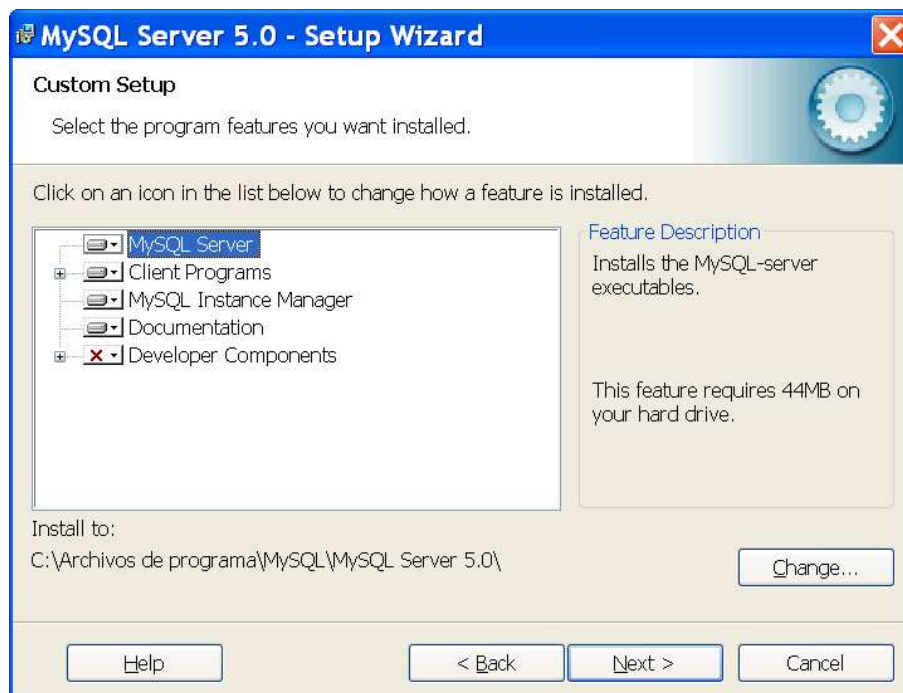 MySQL Server 5.0 - Setup Wizard
Custom Setup
Select the program features you want installed.
Click on an icon in the list below to change how a feature is installed.
MySQL Server
Client Programs
MySQL Instance Manager
Documentation
Developer Components
Feature Description
Installs the MySQL-server
executables.
This feature requires 44MB on
your hard drive.
Install to:
C:\Archivos de programa\MySQL\MySQL Server 5.0\
Change...
Help
< Back
Next >
Cancel